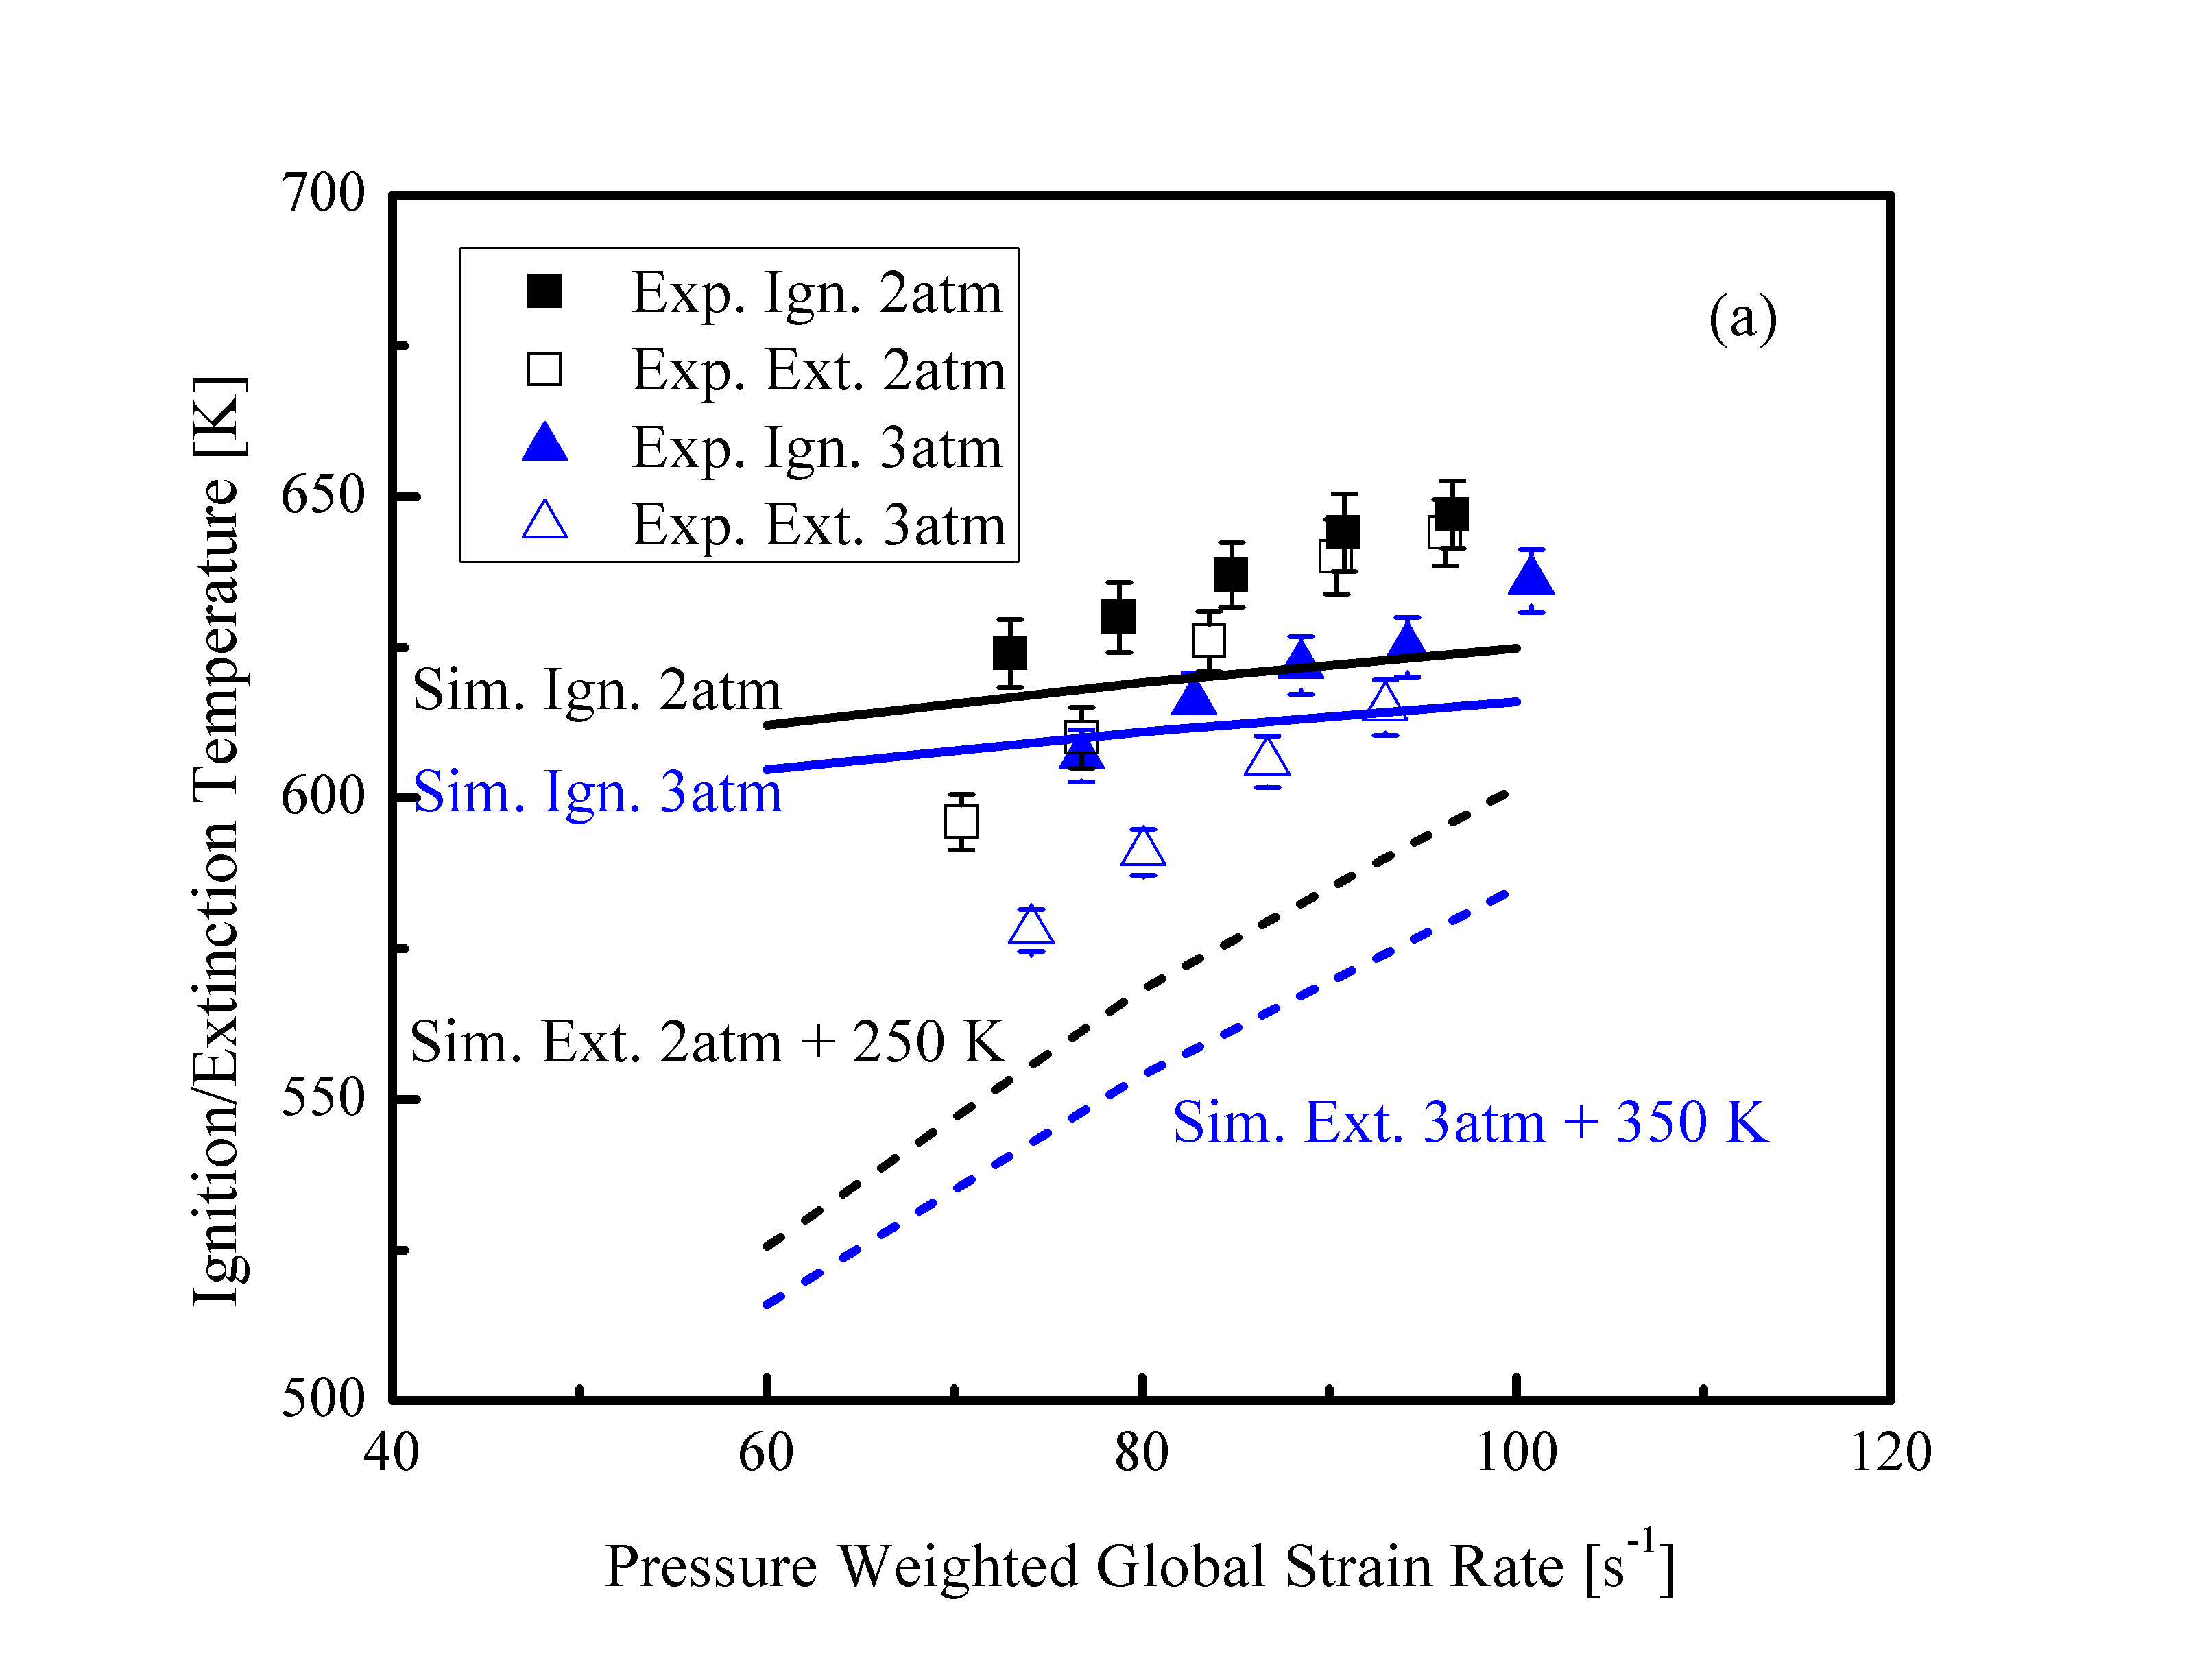 700
650
600
550
500
Ignition/Extinction Temperature [K]
Exp. Ign. 2atm
Exp. Ext. 2atm
Exp. Ign. 3atm
Exp. Ext. 3atm
(a)
Sim. Ign. 2atm
Sim. Ign. 3atm
Sim. Ext. 2atm + 250 K
Sim. Ext. 3atm + 350 K
40 60 80 100 120
Pressure Weighted Global Strain Rate [s⁻¹]